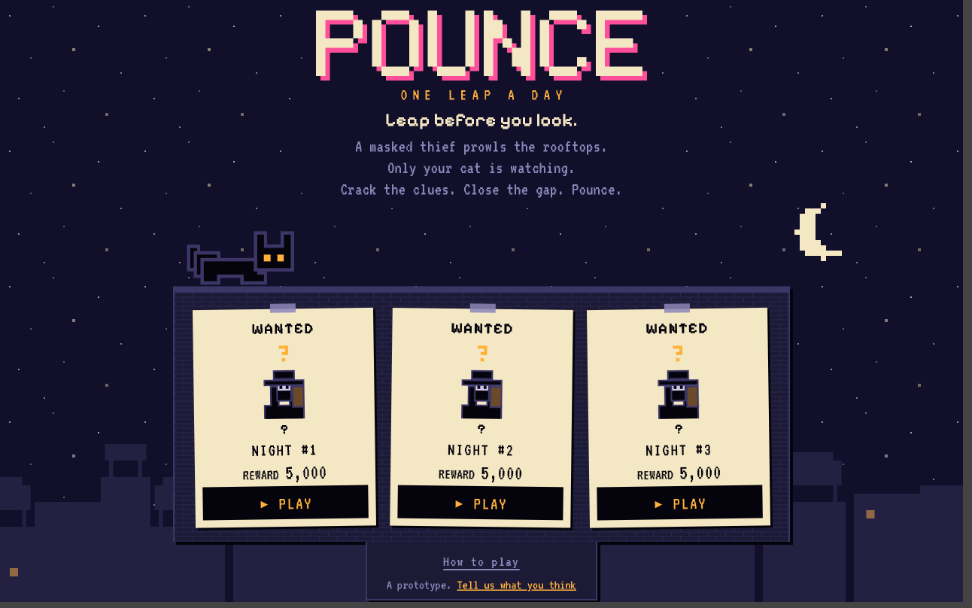 POUNCE
ONE LEAP A DAY
Leap before you look.
A masked thief prowls the rooftops.
Only your cat is watching.
Crack the clues. Close the gap. Pounce.
WANTED
?
?
NIGHT #1
REWARD 5,000
► PLAY
WANTED
?
?
NIGHT #2
REWARD 5,000
► PLAY
WANTED
?
?
NIGHT #3
REWARD 5,000
► PLAY
How to play
A prototype. Tell us what you think